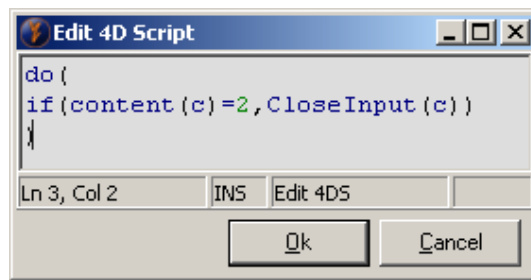 Edit 4D Script
do(
if(content(c)=2,CloseInput(c))
)
Ln 3, Col 2 INS Edit 4DS
Ok Cancel